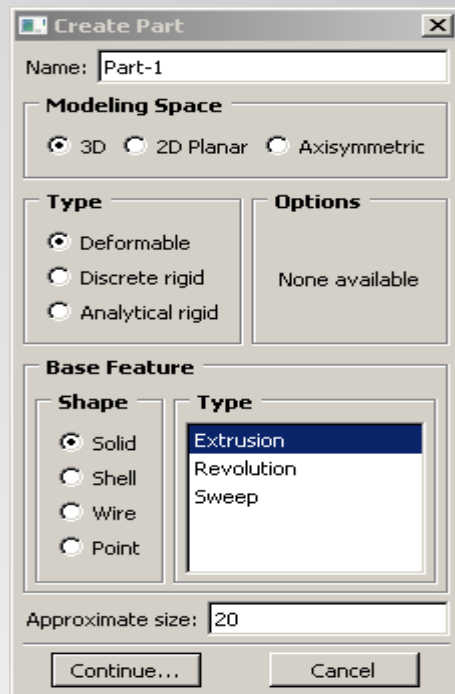 Create Part
Name: Part-1
Modeling Space
3D 2D Planar Axisymmetric
Type Options
Deformable
Discrete rigid None available
Analytical rigid
Base Feature
Shape Type
Solid Extrusion
Shell Revolution
Wire Sweep
Point
Approximate size: 20
Continue... Cancel